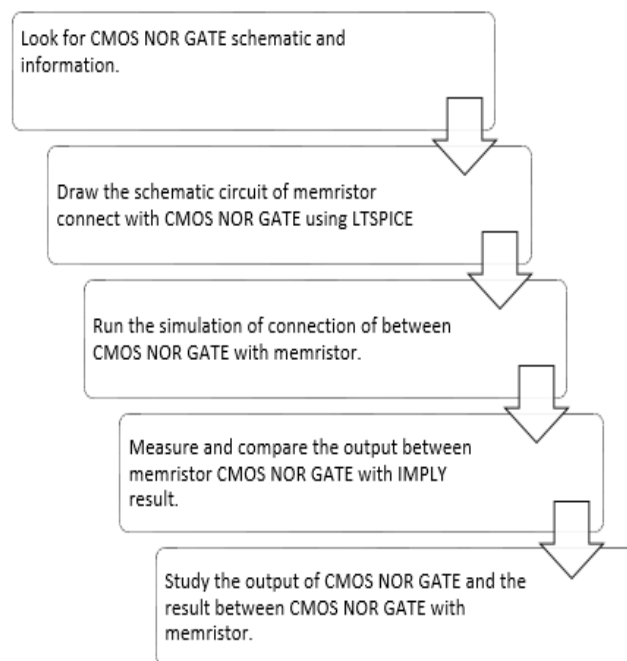 Look for CMOS NOR GATE schematic and
information.
Draw the schematic circuit of memristor
connect with CMOS NOR GATE using LTSPICE
Run the simulation of connection of between
CMOS NOR GATE with memristor.
Measure and compare the output between
memristor CMOS NOR GATE with IMPLY
result.
Study the output of CMOS NOR GATE and the
result between CMOS NOR GATE with
memristor.